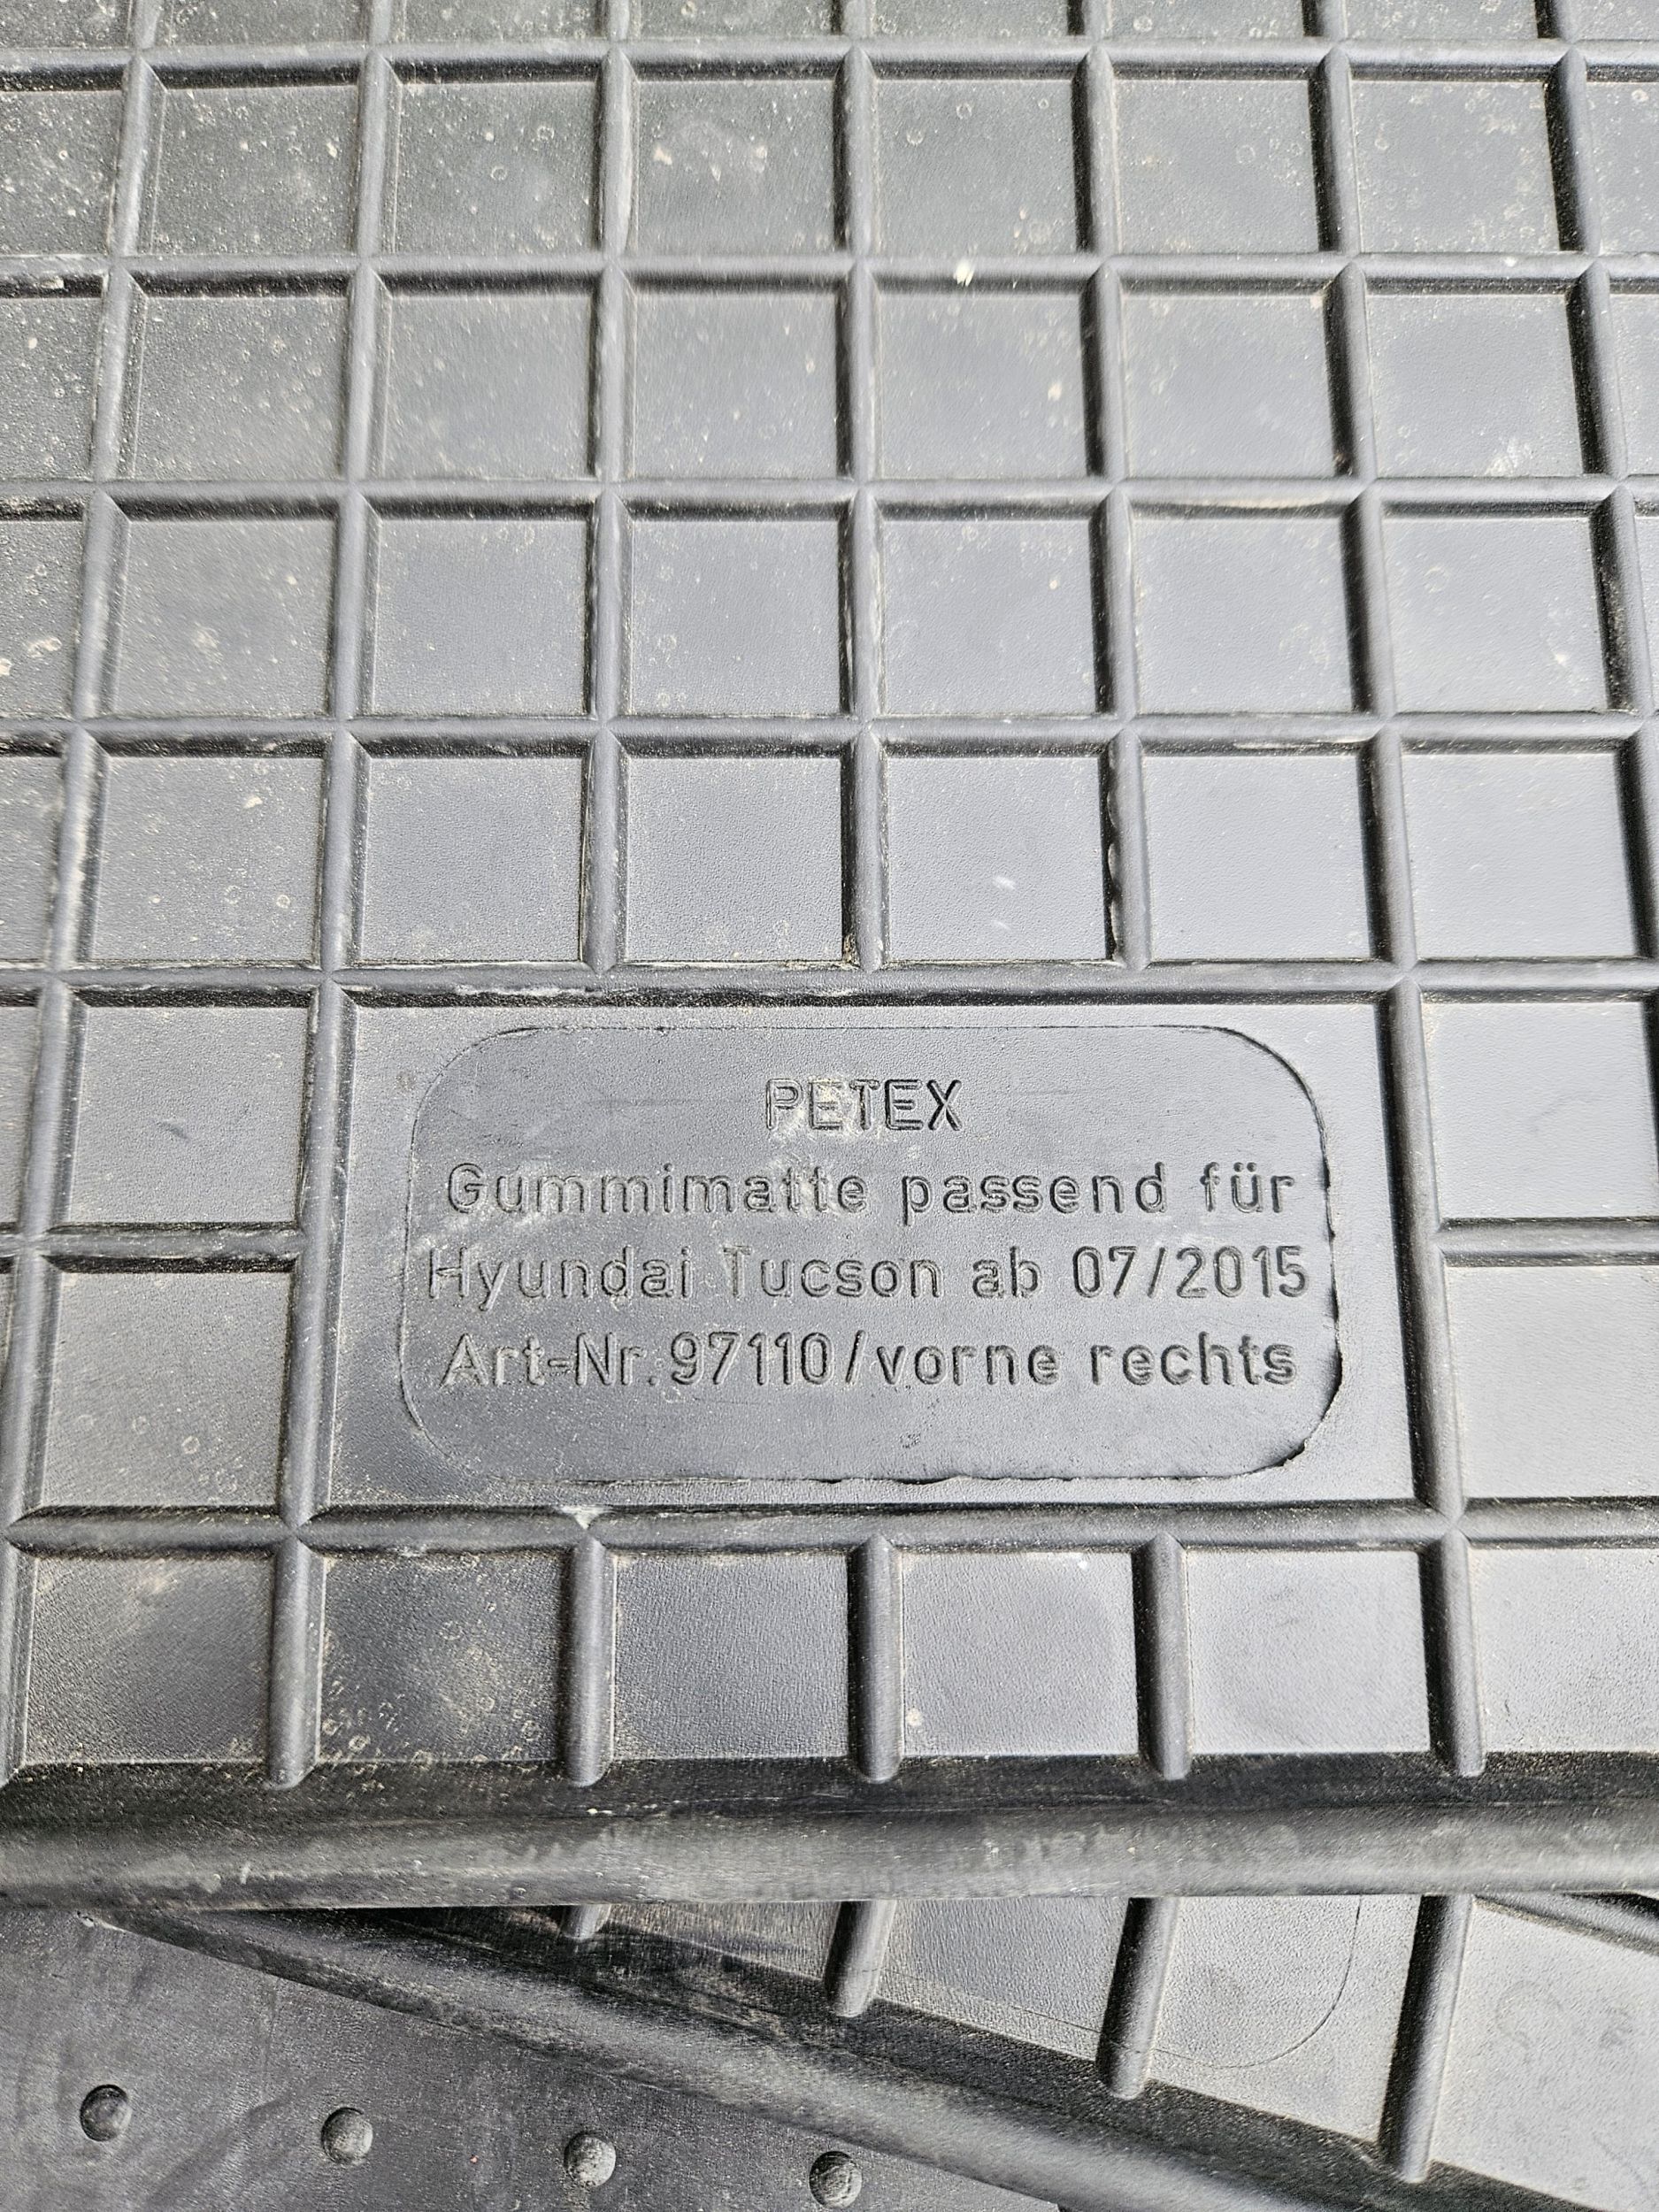 PETEX
Gummimatte passend für
Hyundai Tucson ab 07/2015
Art-Nr. 97110/vorne rechts